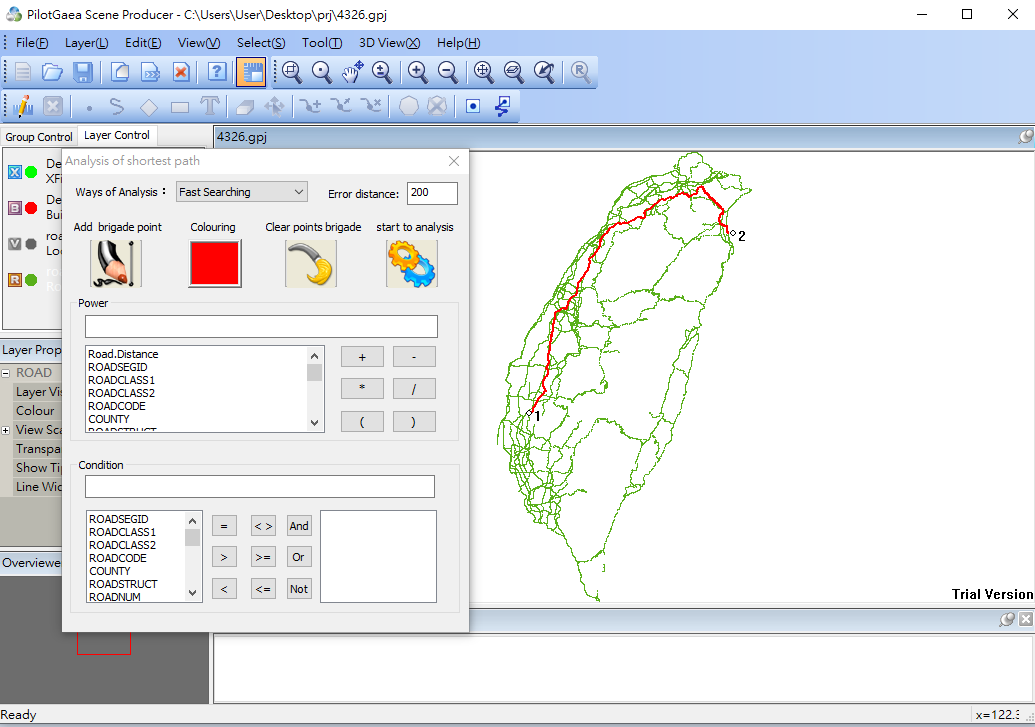 PilotGaea Scene Producer - C:\Users\User\Desktop\prj\4326.gpj
File(F) Layer(L) Edit(E) View(V) Select(S) Tool(T) 3D View(X) Help(H)
Group Control Layer Control
4326.gpj
De
XFi
De
Bui
roa
Loc
ro
Ro
Layer Prop
ROAD
Layer Vis
Colour
View Sca
Transpa
Show Tip
Line Wid
Overviewe
Analysis of shortest path
Ways of Analysis : Fast Searching Error distance: 200
Add brigade point Colouring Clear points brigade start to analysis
Power
Road.Distance
ROADSEGID
ROADCLASS1
ROADCLASS2
ROADCODE
COUNTY
ROADSTRUCT
+ -
* /
( )
Condition
ROADSEGID
ROADCLASS1
ROADCLASS2
ROADCODE
COUNTY
ROADSTRUCT
ROADNUM
= < > And
> >= Or
< <= Not
2
1
Trial Version
Ready
x=122.3